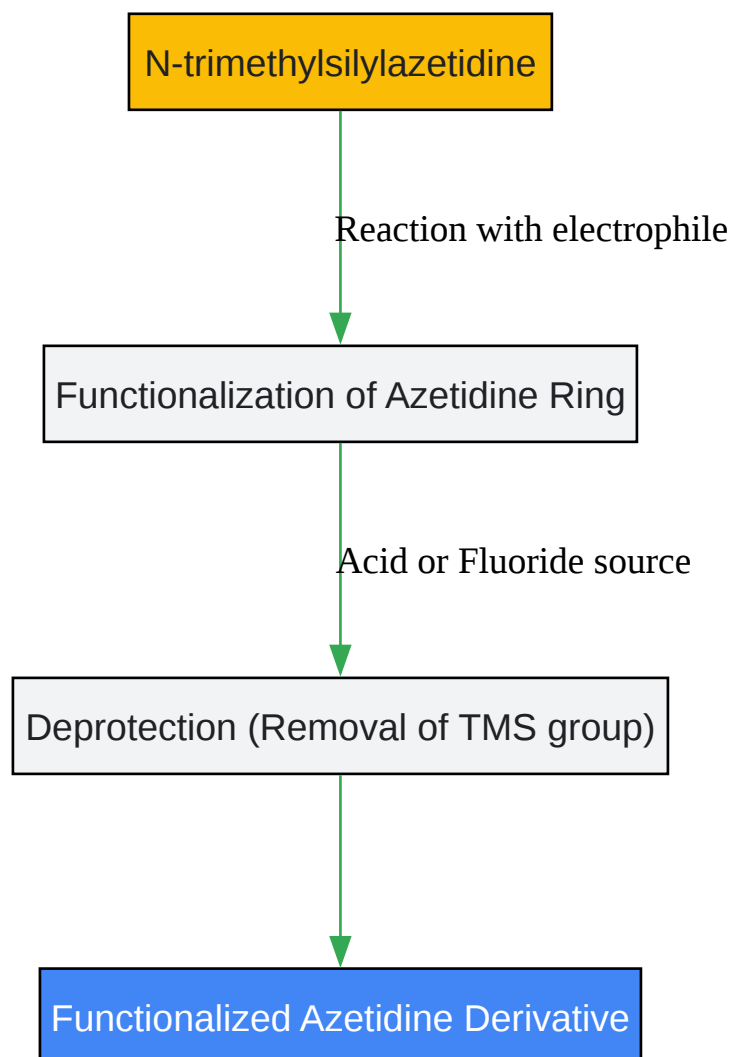 N-trimethylsilylazetidine
Reaction with electrophile
Functionalization of Azetidine Ring
Acid or Fluoride source
Deprotection (Removal of TMS group)
Functionalized Azetidine Derivative